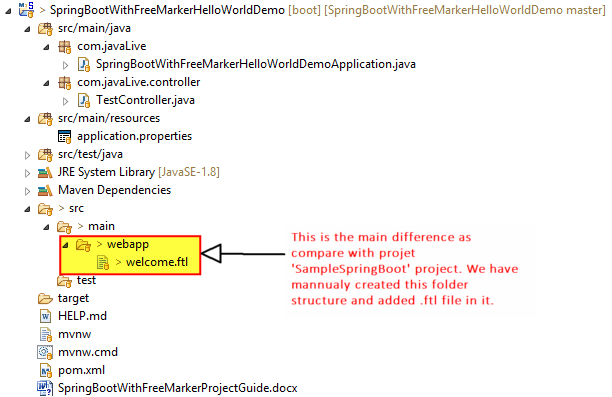 SpringBootWithFreeMarkerHelloWorldDemo [boot] [SpringBootWithFreeMarkerHelloWorldDemo master]
src/main/java
com.javaLive
SpringBootWithFreeMarkerHelloWorldDemoApplication.java
com.javaLive.controller
TestController.java
src/main/resources
application.properties
src/test/java
JRE System Library [JavaSE-1.8]
Maven Dependencies
> src
> main
> webapp
> welcome.ftl
test
target
HELP.md
mvnw
mvnw.cmd
pom.xml
SpringBootWithFreeMarkerProjectGuide.docx
This is the main difference as
compare with projet
'SampleSpringBoot' project. We have
mannualy created this folder
structure and added .ftl file in it.